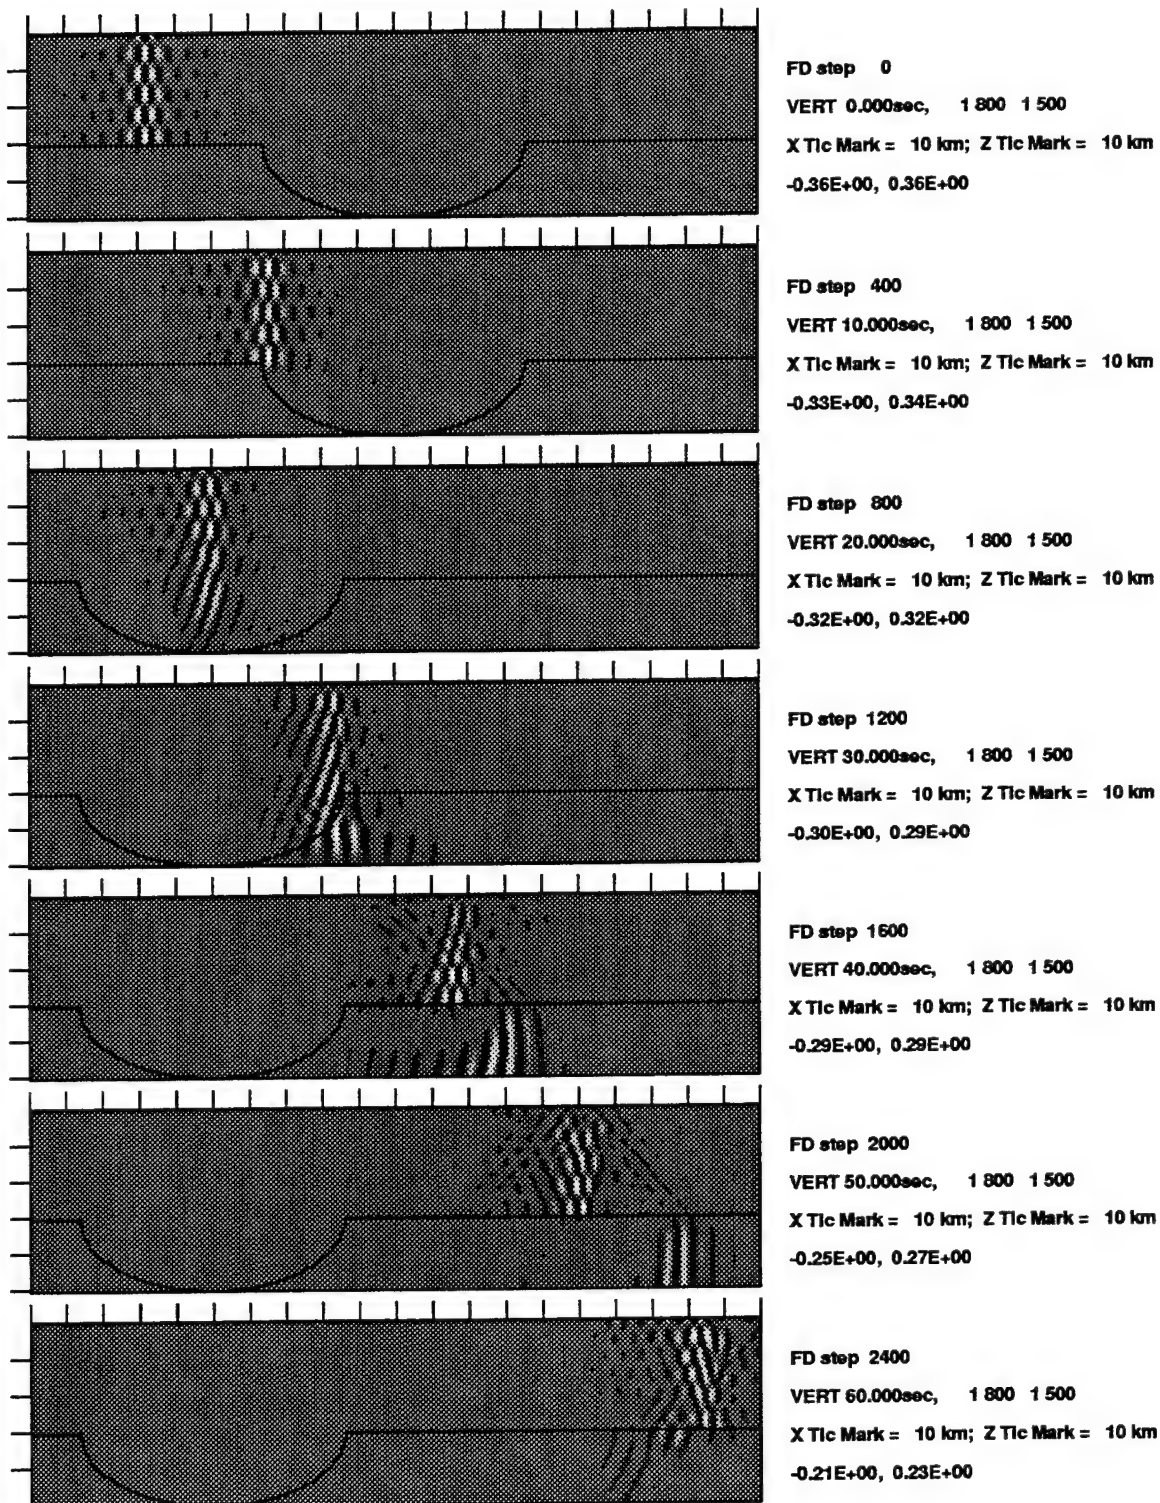 FD step 0
VERT 0.000sec, 1 800 1 500
X Tic Mark = 10 km; Z Tic Mark = 10 km
-0.36E+00, 0.36E+00
FD step 400
VERT 10.000sec, 1 800 1 500
X Tic Mark = 10 km; Z Tic Mark = 10 km
-0.33E+00, 0.34E+00
FD step 800
VERT 20.000sec, 1 800 1 500
X Tic Mark = 10 km; Z Tic Mark = 10 km
-0.32E+00, 0.32E+00
FD step 1200
VERT 30.000sec, 1 800 1 500
X Tic Mark = 10 km; Z Tic Mark = 10 km
-0.30E+00, 0.29E+00
FD step 1600
VERT 40.000sec, 1 800 1 500
X Tic Mark = 10 km; Z Tic Mark = 10 km
-0.29E+00, 0.29E+00
FD step 2000
VERT 50.000sec, 1 800 1 500
X Tic Mark = 10 km; Z Tic Mark = 10 km
-0.25E+00, 0.27E+00
FD step 2400
VERT 60.000sec, 1 800 1 500
X Tic Mark = 10 km; Z Tic Mark = 10 km
-0.21E+00, 0.23E+00